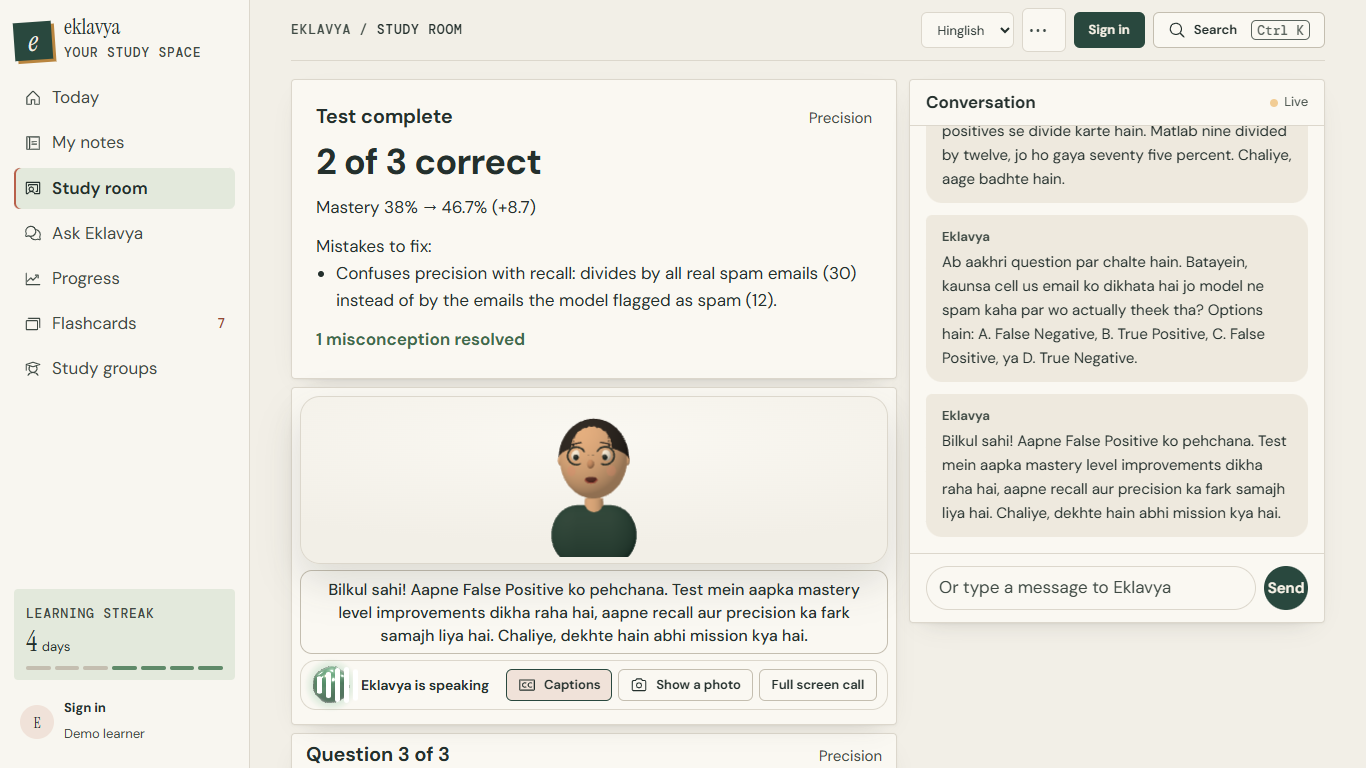 e
eklavya
YOUR STUDY SPACE
Today
My notes
Study room
Ask Eklavya
Progress
Flashcards 7
Study groups
LEARNING STREAK
4 days
E
Sign in
Demo learner
EKLAVYA / STUDY ROOM
Hinglish
...
Sign in
Search Ctrl K
Test complete
Precision
2 of 3 correct
Mastery 38% → 46.7% (+8.7)
Mistakes to fix:
• Confuses precision with recall: divides by all real spam emails (30)
instead of by the emails the model flagged as spam (12).
1 misconception resolved
Bilkul sahi! Aapne False Positive ko pehchana. Test mein aapka mastery
level improvements dikha raha hai, aapne recall aur precision ka fark
samajh liya hai. Chaliye, dekhte hain abhi mission kya hai.
Eklavya is speaking
CC Captions
Show a photo
Full screen call
Question 3 of 3
Precision
Conversation
Live
positives se divide karte hain. Matlab nine divided
by twelve, jo ho gaya seventy five percent. Chaliye,
aage badhte hain.
Eklavya
Ab aakhri question par chalte hain. Batayein,
kaunsa cell us email ko dikhata hai jo model ne
spam kaha par wo actually theek tha? Options
hain: A. False Negative, B. True Positive, C. False
Positive, ya D. True Negative.
Eklavya
Bilkul sahi! Aapne False Positive ko pehchana. Test
mein aapka mastery level improvements dikha
raha hai, aapne recall aur precision ka fark samajh
liya hai. Chaliye, dekhte hain abhi mission kya hai.
Or type a message to Eklavya
Send